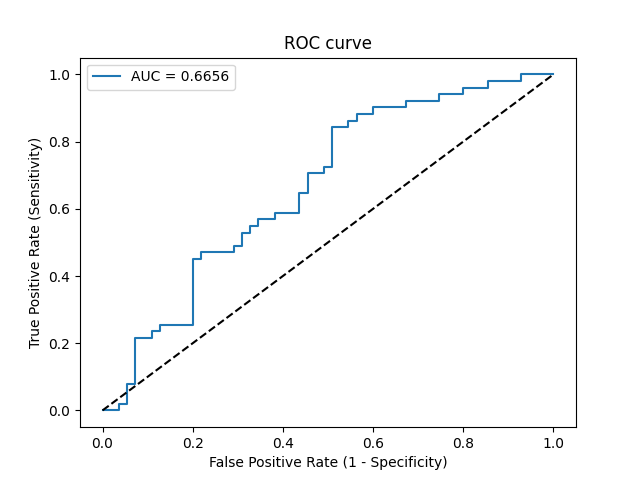 ROC curve
AUC = 0.6656
1.0
0.8
0.6
0.4
0.2
0.0
True Positive Rate (Sensitivity)
0.0 0.2 0.4 0.6 0.8 1.0
False Positive Rate (1 - Specificity)